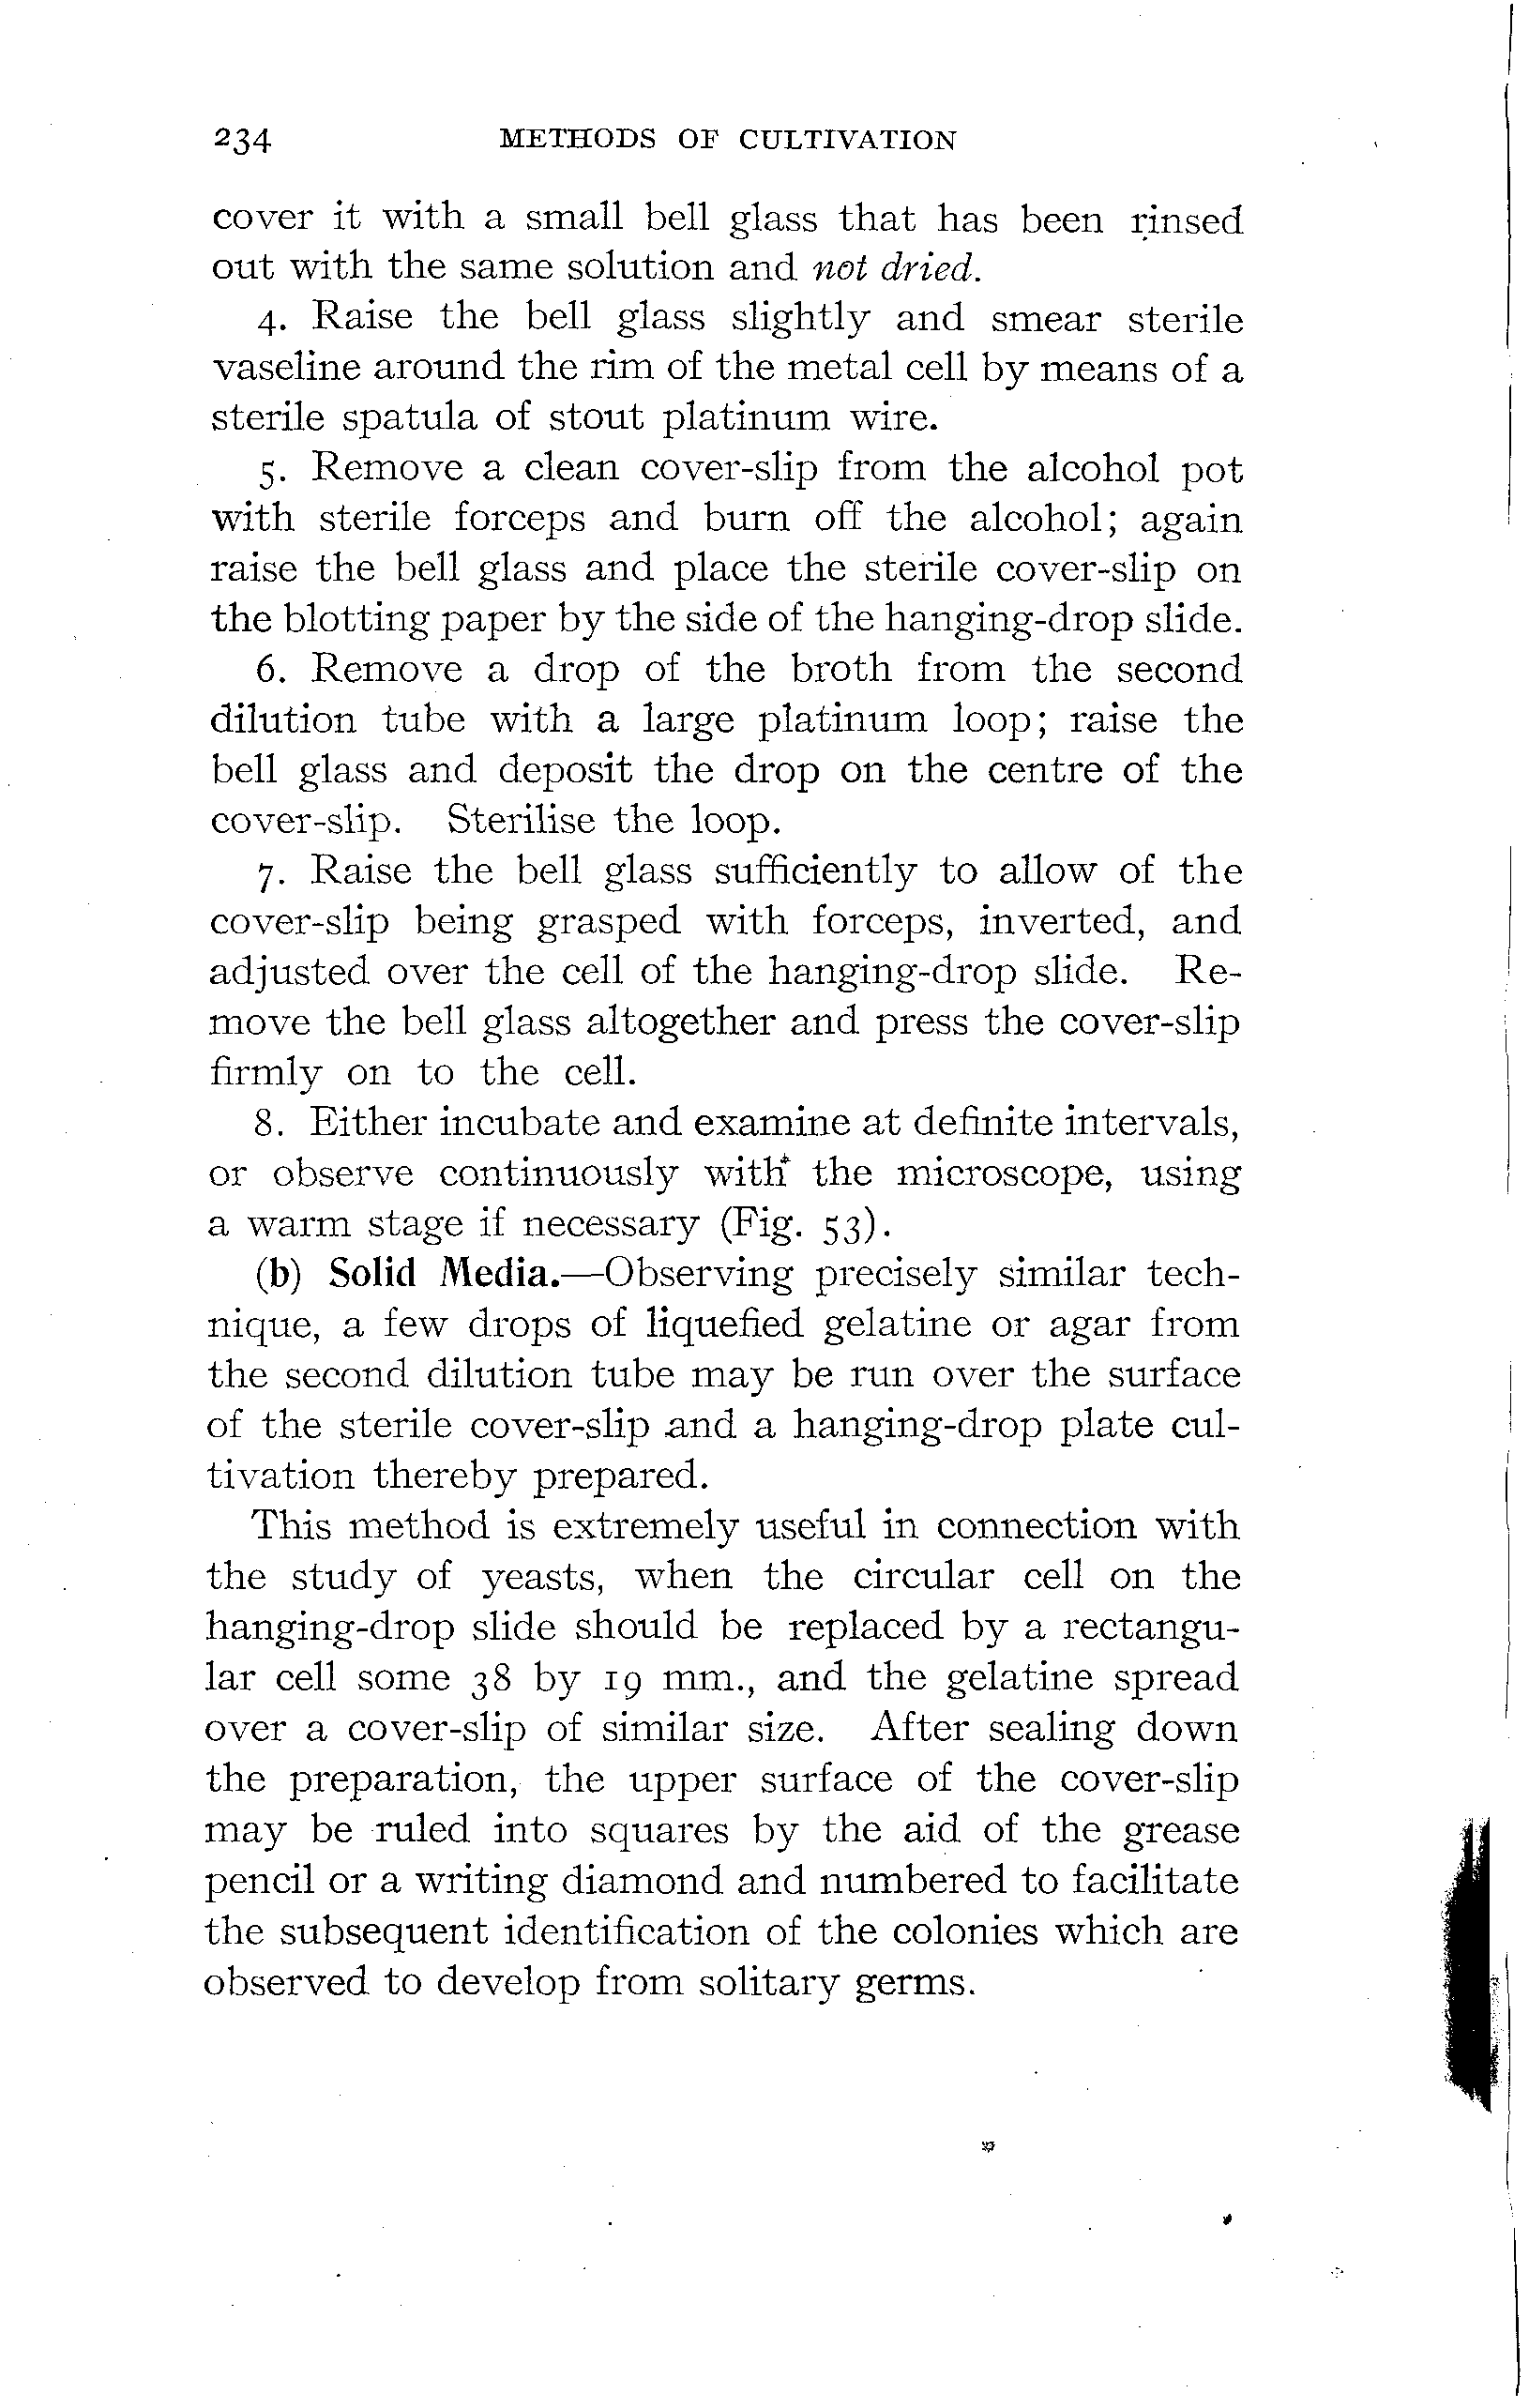 234 METHODS OF CULTIVATION
cover it with a small bell glass that has been rinsed
out with the same solution and not dried.
4. Raise the bell glass slightly and smear sterile
vaseline around the rim of the metal cell by means of a
sterile spatula of stout platinum wire.
5. Remove a clean cover-slip from the alcohol pot
with sterile forceps and burn off the alcohol; again
raise the bell glass and place the sterile cover-slip on
the blotting paper by the side of the hanging-drop slide.
6. Remove a drop of the broth from the second
dilution tube with a large platinum loop; raise the
bell glass and deposit the drop on the centre of the
cover-slip. Sterilise the loop.
7. Raise the bell glass sufficiently to allow of the
cover-slip being grasped with forceps, inverted, and
adjusted over the cell of the hanging-drop slide. Re-
move the bell glass altogether and press the cover-slip
firmly on to the cell.
8. Either incubate and examine at definite intervals,
or observe continuously with the microscope, using
a warm stage if necessary (Fig. 53).
(b) Solid Media.—Observing precisely similar tech-
nique, a few drops of liquefied gelatine or agar from
the second dilution tube may be run over the surface
of the sterile cover-slip and a hanging-drop plate cul-
tivation thereby prepared.
This method is extremely useful in connection with
the study of yeasts, when the circular cell on the
hanging-drop slide should be replaced by a rectangu-
lar cell some 38 by 19 mm., and the gelatine spread
over a cover-slip of similar size. After sealing down
the preparation, the upper surface of the cover-slip
may be ruled into squares by the aid of the grease
pencil or a writing diamond and numbered to facilitate
the subsequent identification of the colonies which are
observed to develop from solitary germs.